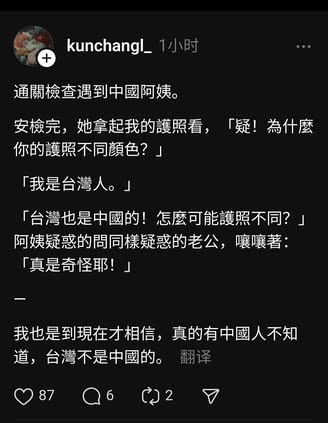 kunchangl_ 1小时
通關檢查遇到中國阿姨。
安檢完，她拿起我的護照看，「疑！為什麼
你的護照不同顏色？」
「我是台灣人。」
「台灣也是中國的！怎麼可能護照不同？」
阿姨疑惑的問同樣疑惑的老公，嚷嚷著：
「真是奇怪耶！」
—
我也是到現在才相信，真的有中國人不知
道，台灣不是中國的。 翻译
87 6 2